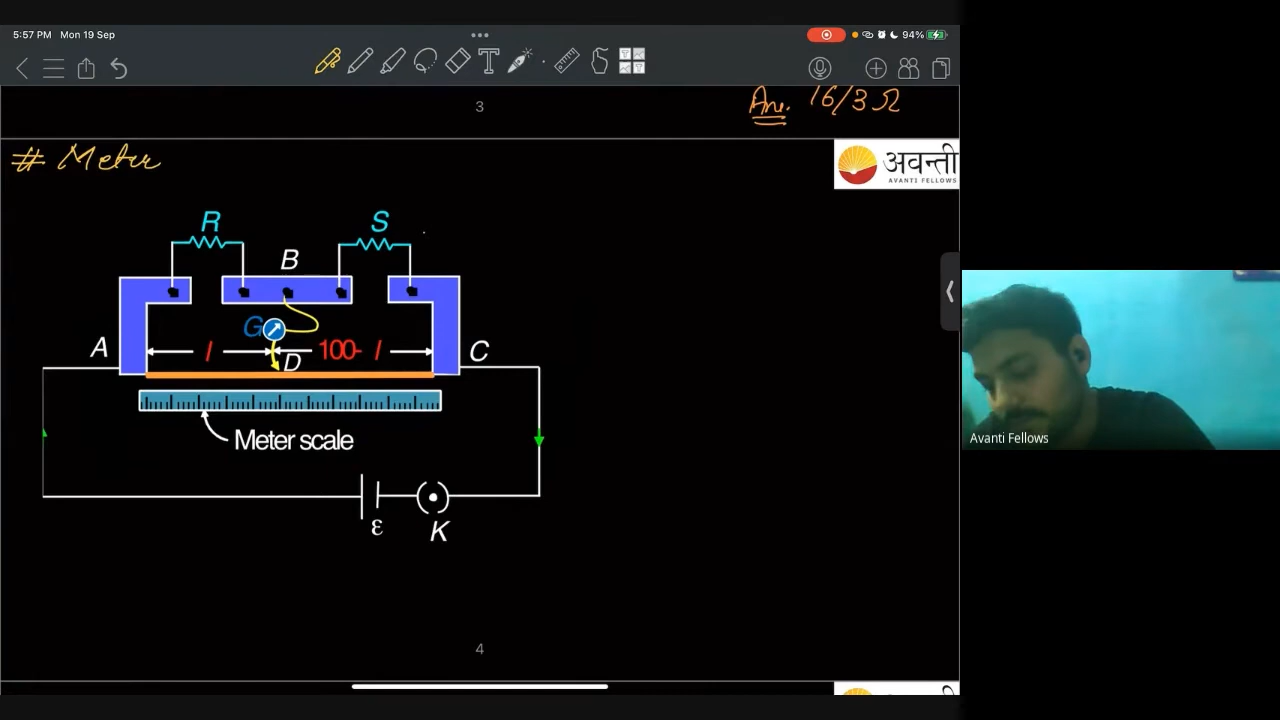 5:57 PM Mon 19 Sep
94%
3
Ans. 16/3 Ω
# Meter
अवन्ती
AVANTI FELLOWS
R
S
B
G
A
l
100- l
C
D
Meter scale
ε
K
Avanti Fellows
4